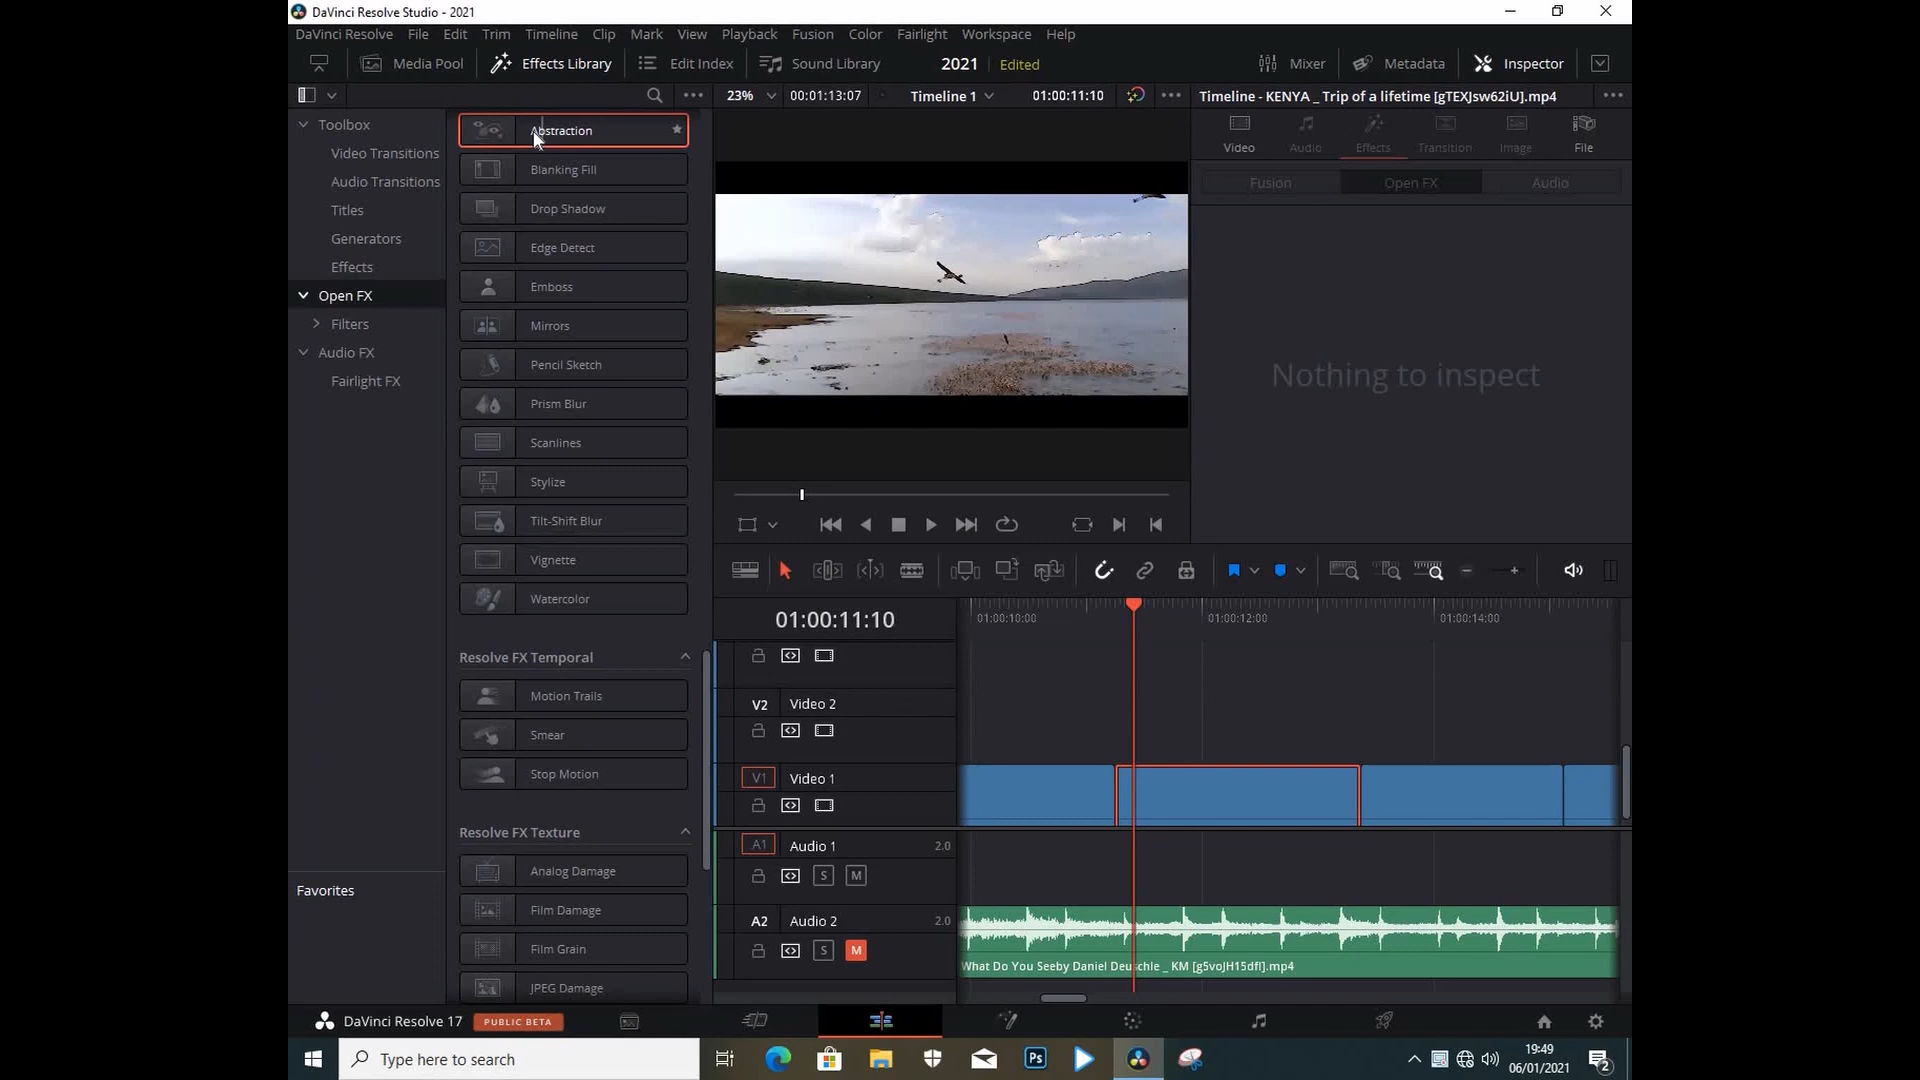 DaVinci Resolve Studio - 2021
DaVinci Resolve File Edit Trim Timeline Clip Mark View Playback Fusion Color Fairlight Workspace Help
Media Pool Effects Library Edit Index Sound Library 2021 Edited Mixer Metadata Inspector
23% 00:01:13:07 Timeline 1 01:00:11:10 Timeline - KENYA _ Trip of a lifetime [gTEXJsw62iU].mp4
Toolbox
Video Transitions
Audio Transitions
Titles
Generators
Effects
Open FX
Filters
Audio FX
Fairlight FX
Favorites
Abstraction
Blanking Fill
Drop Shadow
Edge Detect
Emboss
Mirrors
Pencil Sketch
Prism Blur
Scanlines
Stylize
Tilt-Shift Blur
Vignette
Watercolor
Resolve FX Temporal
Motion Trails
Smear
Stop Motion
Resolve FX Texture
Analog Damage
Film Damage
Film Grain
JPEG Damage
Video Audio Effects Transition Image File
Fusion Open FX Audio
Nothing to inspect
01:00:11:10 01:00:10:00 01:00:12:00 01:00:14:00
V2 Video 2
V1 Video 1
A1 Audio 1 2.0
S M
A2 Audio 2 2.0
S M
What Do You Seeby Daniel Deuschle _ KM [g5voJH15dfI].mp4
DaVinci Resolve 17 PUBLIC BETA
Type here to search
Ps
19:49
06/01/2021
2